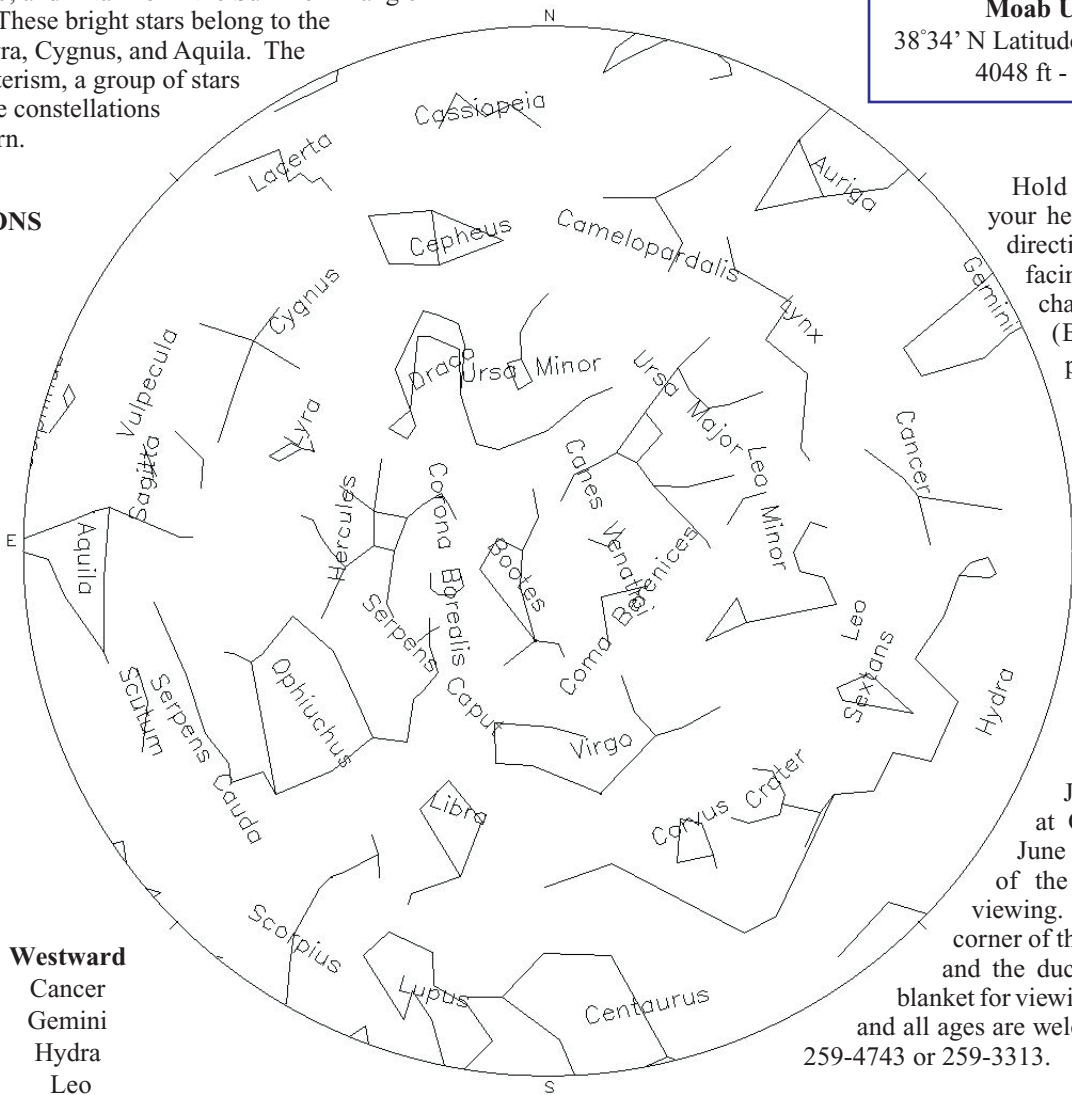 These bright stars belong to the
ra, Cygnus, and Aquila. The
terism, a group of stars
e constellations
rn.
ONS
Moab U
38°34’ N Latitude
4048 ft -
N
Cassiopeia
Lacerta
Auriga
Cepheus
Camelopardalis
Gemini
Cygnus
Lynx
Vulpecula
Draco
Ursa Minor
Ursa Major
Lyra
Cancer
Sagitta
Leo Minor
Canes Venatici
Hercules
Corona Borealis
E
Aquila
Bootes
Coma Berenices
Serpens Caput
Leo
Sextans
Hydra
Ophiuchus
Scutum
Serpens Cauda
Virgo
Libra
Corvus
Crater
Scorpius
Lupus
Centaurus
S
Hold
your he
directi
facin
cha
(E
p
J
at
June
of the
viewing.
corner of th
and the duc
blanket for viewi
and all ages are welc
259-4743 or 259-3313.
Westward
Cancer
Gemini
Hydra
Leo